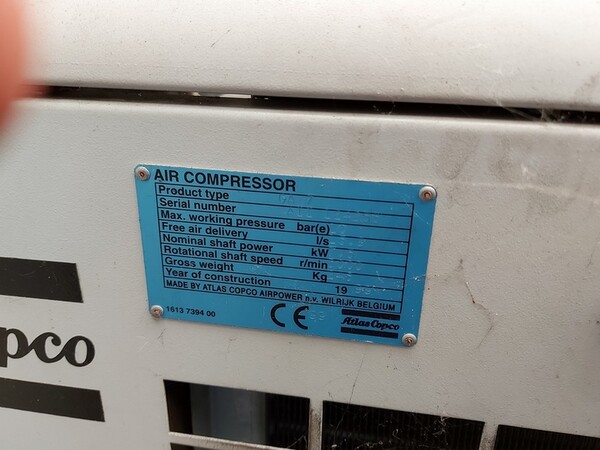 AIR COMPRESSOR
Product type
Serial number
Max. working pressure bar(e)
Free air delivery l/s
Nominal shaft power kW
Rotational shaft speed r/min
Gross weight Kg
Year of construction 19
MADE BY ATLAS COPCO AIRPOWER n.v. WILRIJK BELGIUM
1613 7394 00 CE Atlas Copco
opco